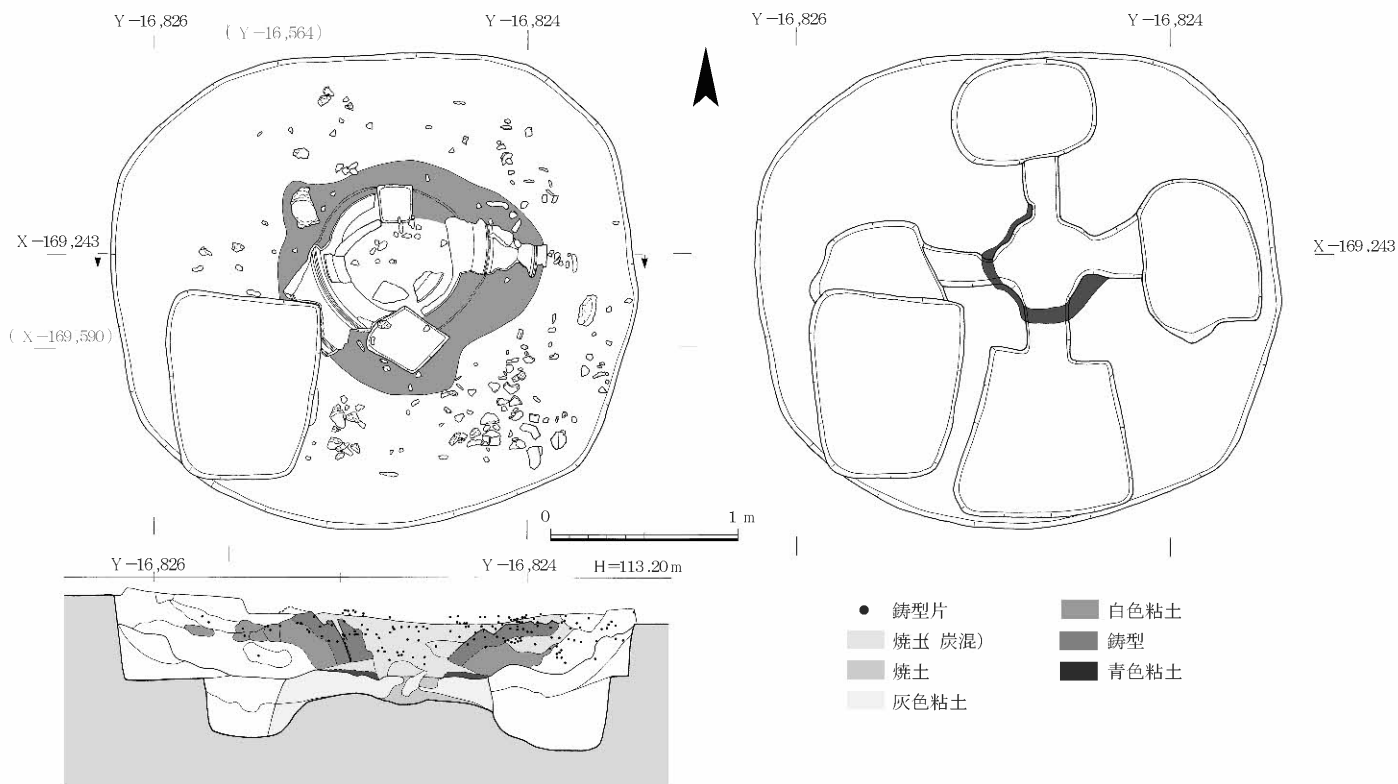 Y－16,826
Y－16,824
( Y－16,564)
X－169,243
( X－169,590)
Y－16,826
Y－16,824
X－169.243
0
1 m
Y－16,826
Y－16,824
H＝113.20m
鋳型片
焼土( 炭混)
焼土
灰色粘土
白色粘土
鋳型
青色粘土